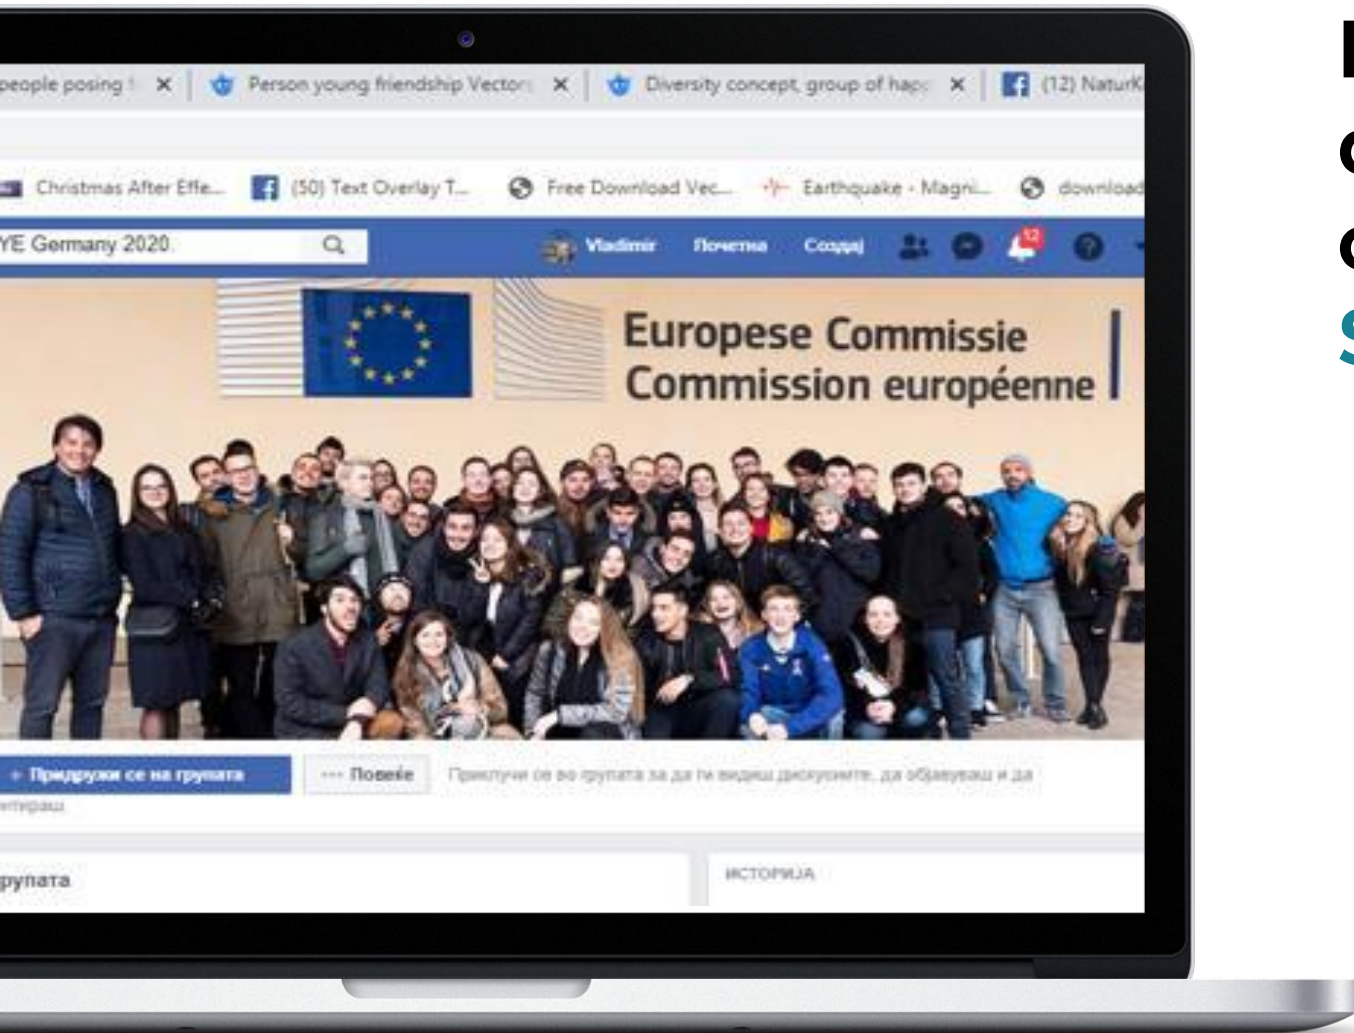 people posing
Person young friendship Vector
Diversity concept, group of happ
(12) NaturK
Christmas After Effe...
(50) Text Overlay T...
Free Download Vec...
Earthquake - Magni...
download
YE Germany 2020.
Vladimir
Почетна
Создај
12
Europese Commissie
Commission européenne
+ Придружи се на групата
Повеќе
Приклучи се во групата за да ги видиш дискусиите, да објавуваш и да
нтираш.
рупата
ИСТОРИЈА